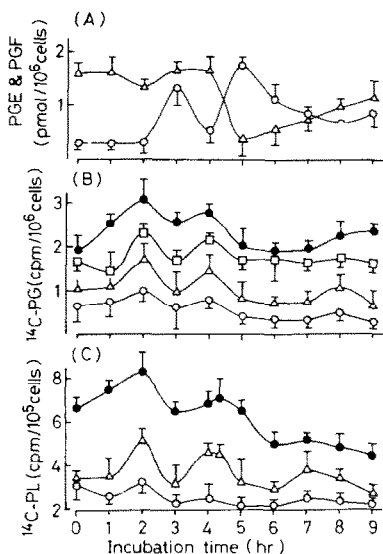 (A)
PGE & PGF
(pmol/10⁶cells)
2
1
(B)
¹⁴C-PG(cpm/10⁶cells)
3
2
1
(C)
¹⁴C-PL(cpm/10⁵cells)
8
6
4
2
0 1 2 3 4 5 6 7 8 9
Incubation time (hr)